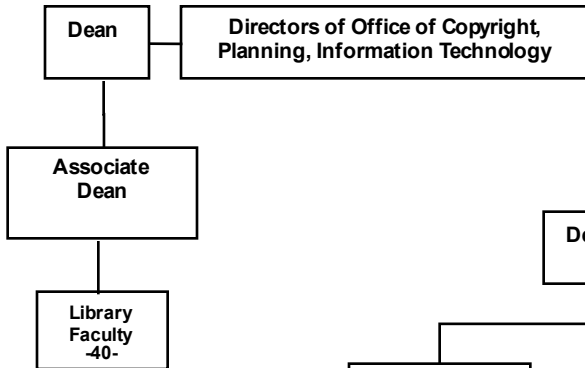 Dean
Directors of Office of Copyright,
Planning, Information Technology
Associate
Dean
Library
Faculty
-40-